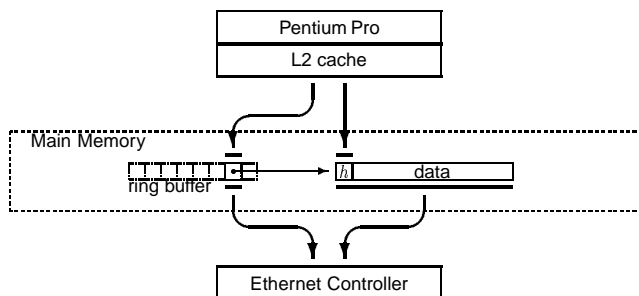 Pentium Pro
L2 cache
Main Memory
h data
ring buffer
Ethernet Controller